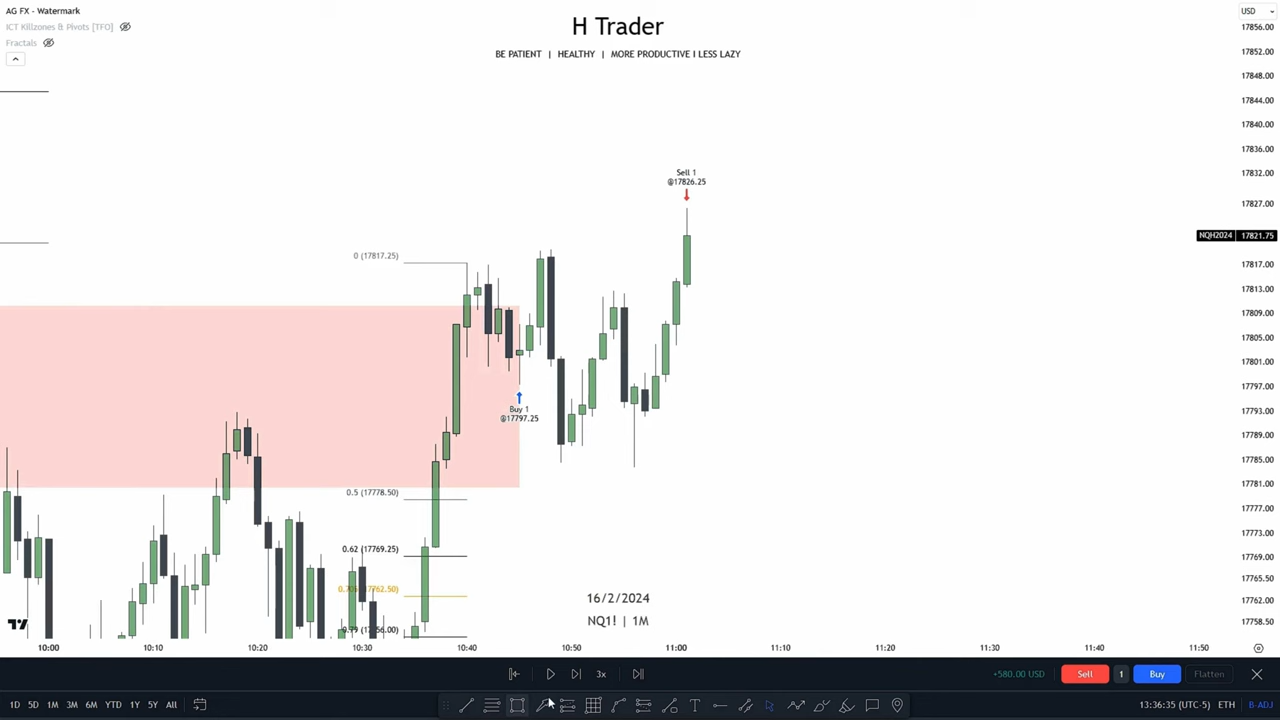 AG FX - Watermark
ICT Killzones & Pivots [TFO]
Fractals
H Trader
BE PATIENT | HEALTHY | MORE PRODUCTIVE I LESS LAZY
USD
17856.00
17852.00
17848.00
17844.00
17840.00
17836.00
17832.00
17827.00
NQH2024 17821.75
17817.00
17813.00
17809.00
17805.00
17801.00
17797.00
17793.00
17789.00
17785.00
17781.00
17777.00
17773.00
17769.00
17765.50
17762.00
17758.50
Sell 1
@17826.25
0 (17817.25)
Buy 1
@17797.25
0.5 (17778.50)
0.62 (17769.25)
16/2/2024
NQ1! | 1M
10:00 10:10 10:20 10:30 10:40 10:50 11:00 11:10 11:20 11:30 11:40 11:50
3x +580.00 USD Sell 1 Buy Flatten
1D 5D 1M 3M 6M YTD 1Y 5Y All 13:36:35 (UTC-5) ETH B-ADJ